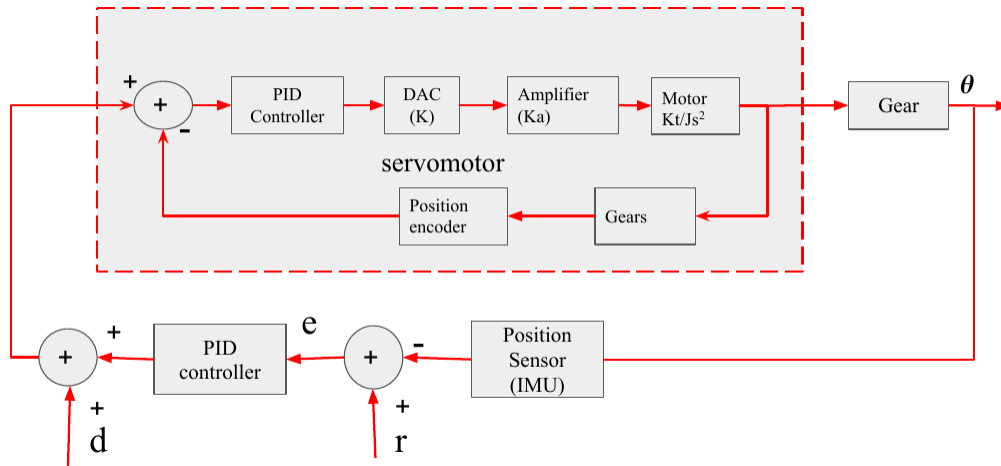 +
+
-
PID
Controller
DAC
(K)
Amplifier
(Ka)
Motor
Kt/Js²
Gear
θ
servomotor
Position
encoder
Gears
+
+
+
d
PID
controller
e
+
-
+
r
Position
Sensor
(IMU)